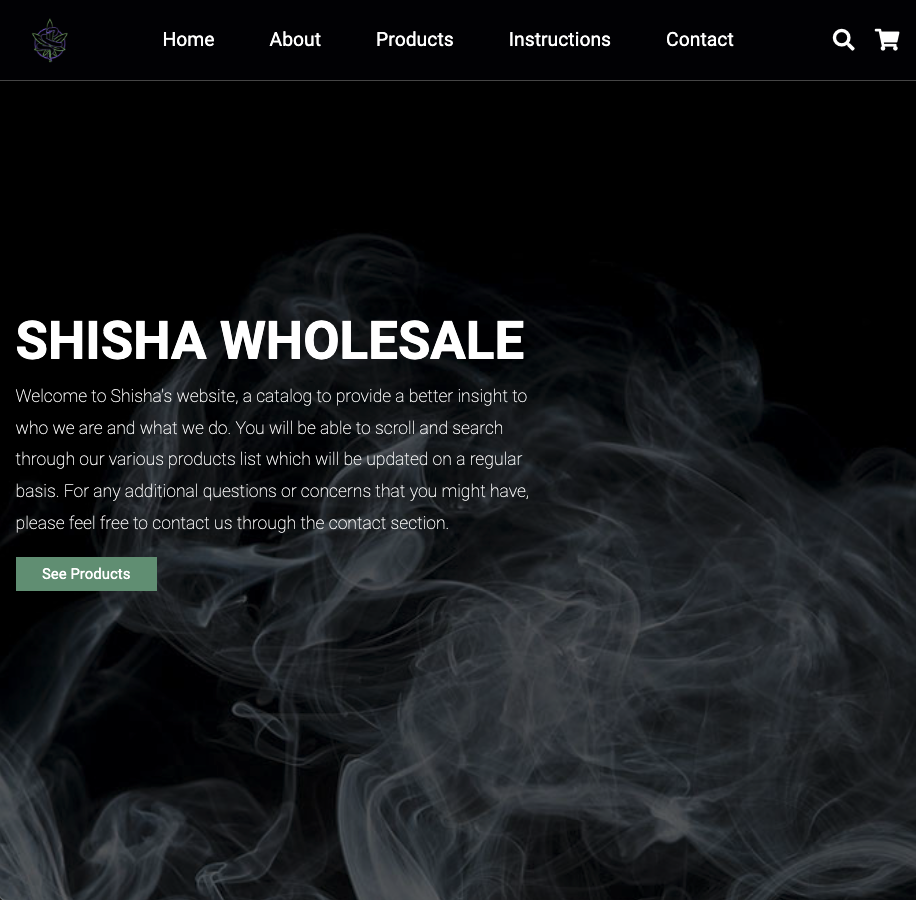 Home About Products Instructions Contact
SHISHA WHOLESALE
Welcome to Shisha's website, a catalog to provide a better insight to
who we are and what we do. You will be able to scroll and search
through our various products list which will be updated on a regular
basis. For any additional questions or concerns that you might have,
please feel free to contact us through the contact section.
See Products